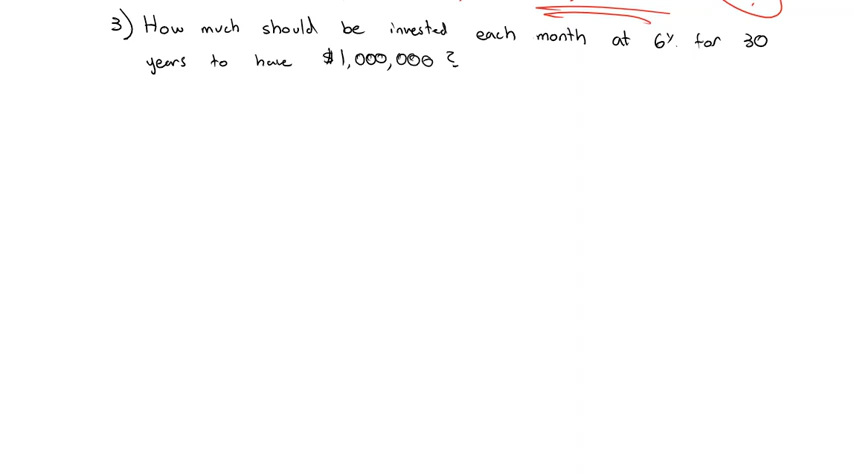 3) How much should be invested each month at 6% for 30
years to have $1,000,000?